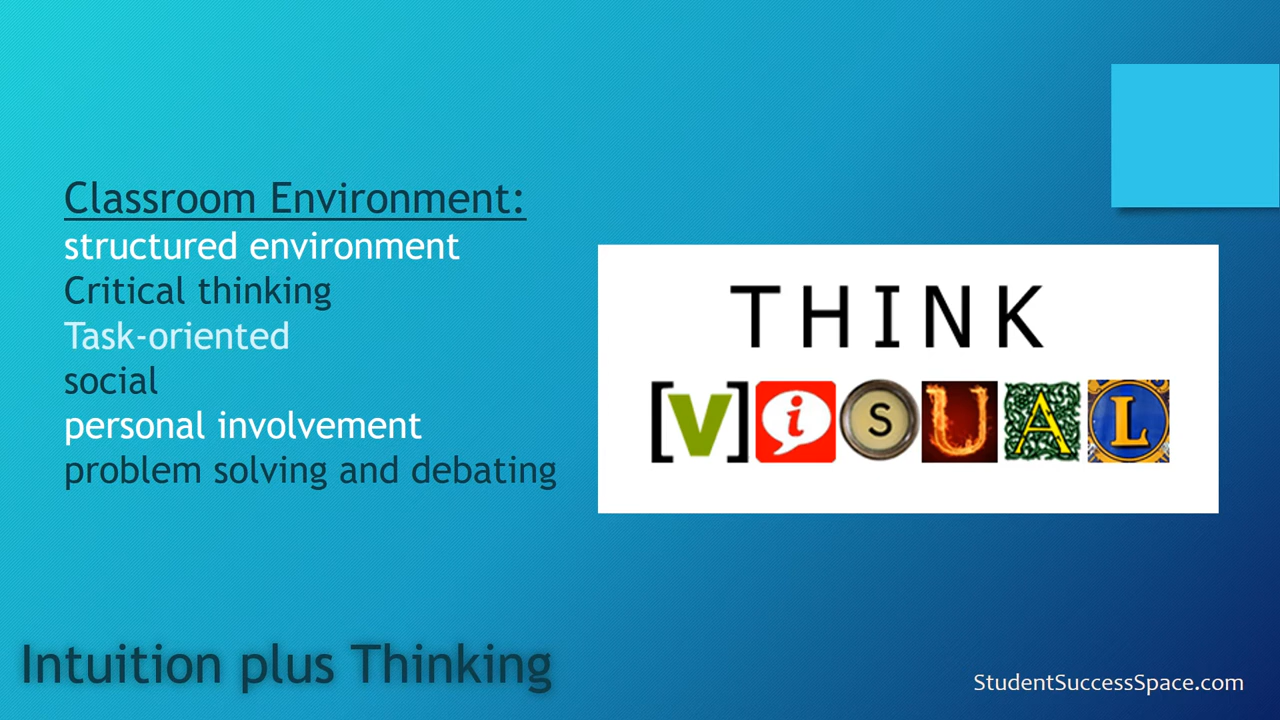 Classroom Environment:
structured environment
Critical thinking
Task-oriented
social
personal involvement
problem solving and debating
THINK
[V]iSUAL
Intuition plus Thinking
StudentSuccessSpace.com